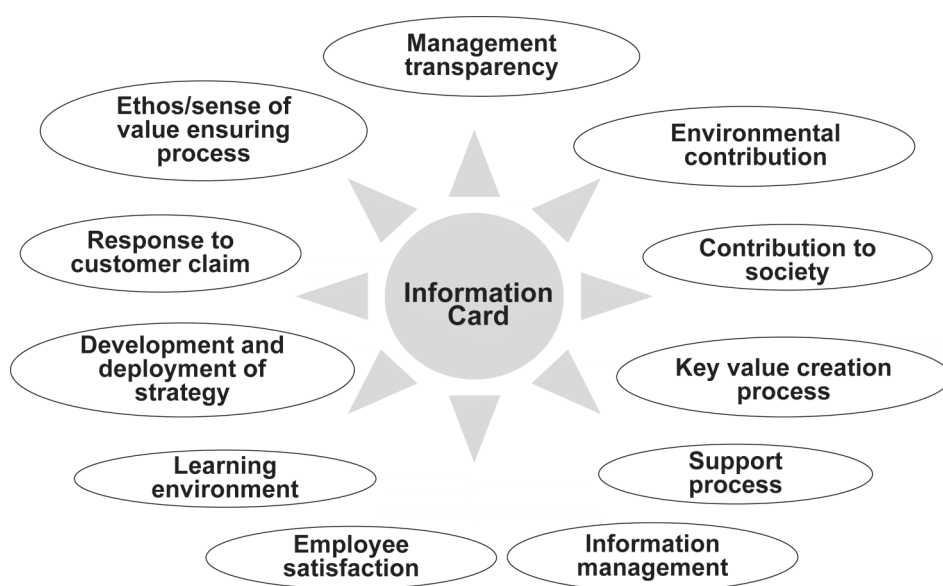 Management
transparency
Ethos/sense of
value ensuring
process
Environmental
contribution
Response to
customer claim
Contribution to
society
Information
Card
Development and
deployment of
strategy
Key value creation
process
Learning
environment
Support
process
Employee
satisfaction
Information
management